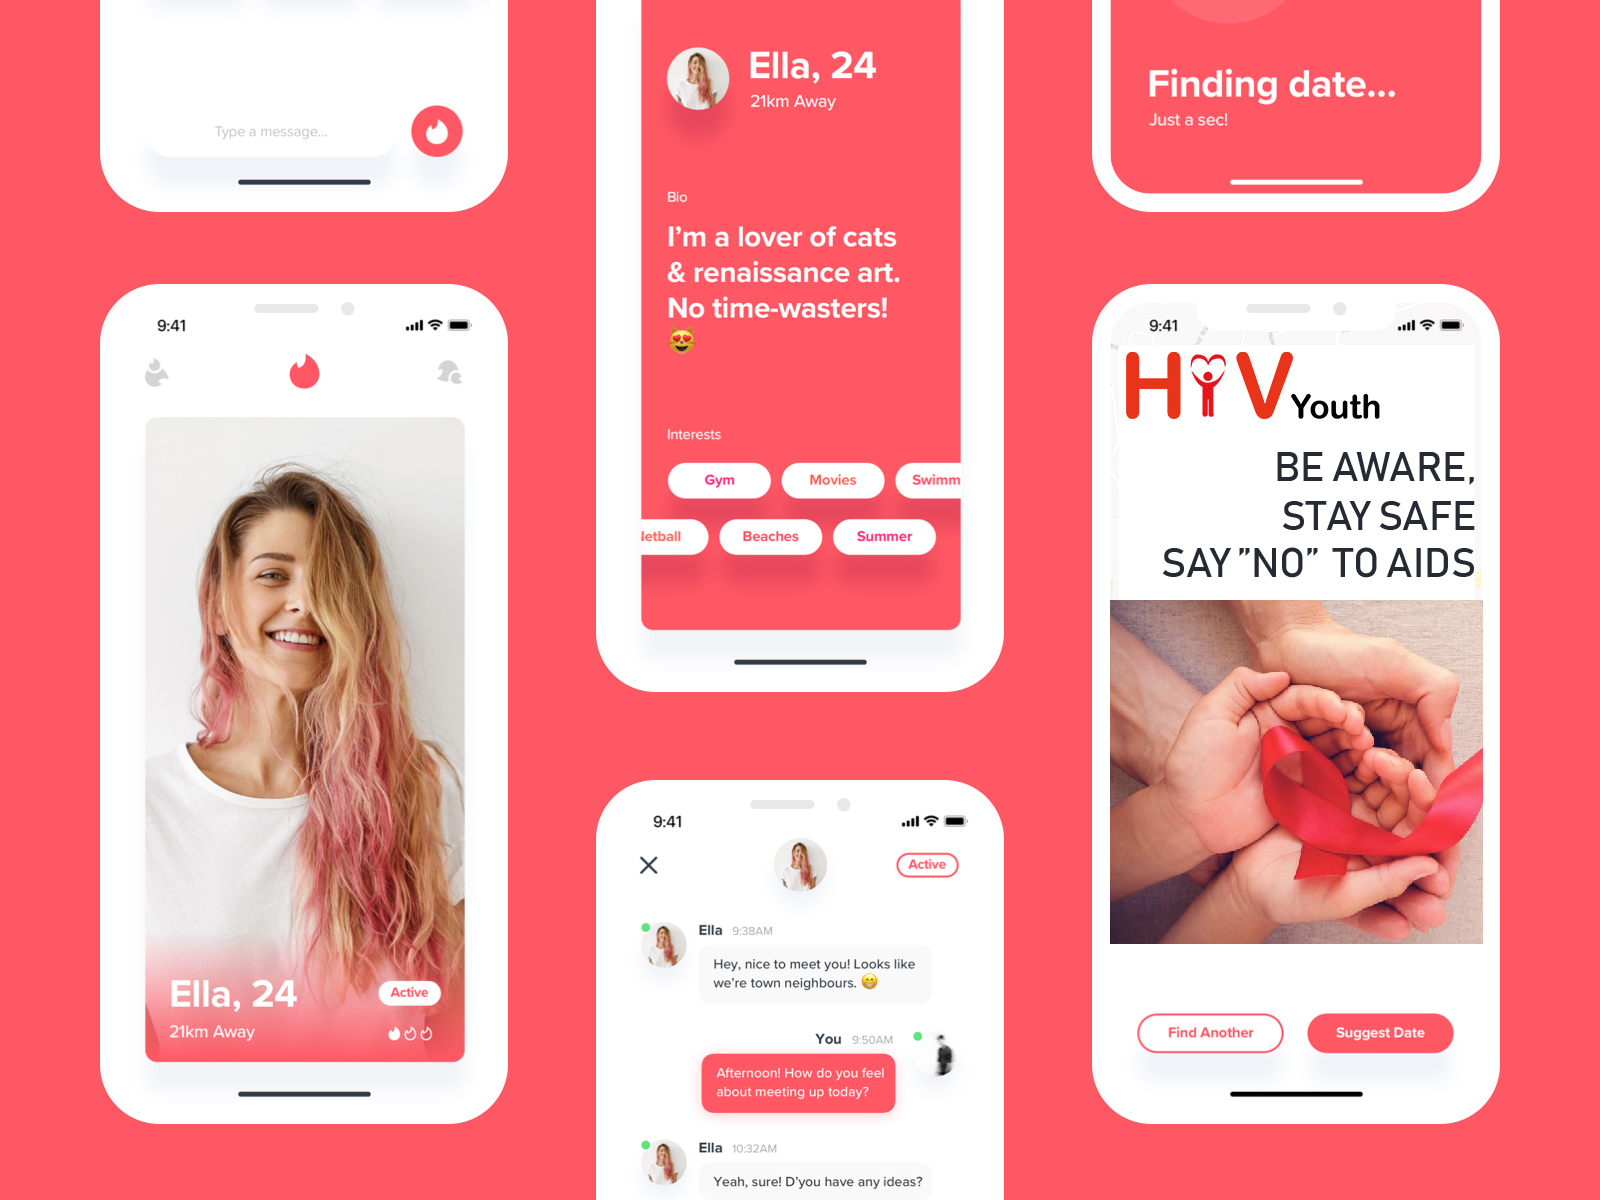 Type a message...
9:41
Ella, 24
Active
21km Away
Ella, 24
21km Away
Bio
I'm a lover of cats
& renaissance art.
No time-wasters!
Interests
Gym Movies Swimm
Netball Beaches Summer
9:41
Active
Ella 9:38AM
Hey, nice to meet you! Looks like
we're town neighbours.
You 9:50AM
Afternoon! How do you feel
about meeting up today?
Ella 10:32AM
Yeah, sure! D'you have any ideas?
Finding date...
Just a sec!
9:41
HIV Youth
BE AWARE,
STAY SAFE
SAY "NO" TO AIDS
Find Another Suggest Date